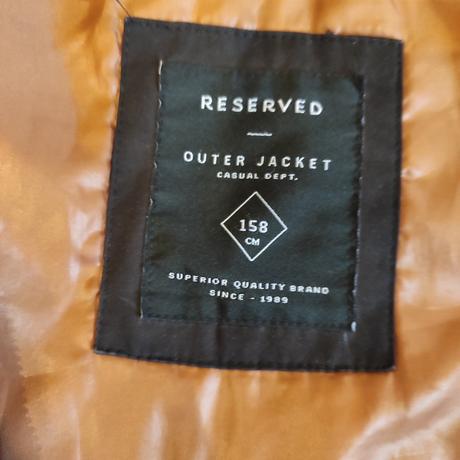 RESERVED
OUTER JACKET
CASUAL DEPT.
158
CM
SUPERIOR QUALITY BRAND
SINCE - 1989